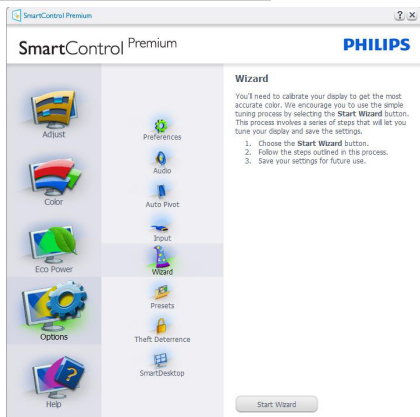 SmartControl Premium
? X
SmartControl Premium
PHILIPS
Adjust
Color
Eco Power
Options
Help
Preferences
Audio
Auto Pivot
Input
Wizard
Presets
Theft Deterrence
SmartDesktop
Wizard
You'll need to calibrate your display to get the most
accurate color. We encourage you to use the simple
tuning process by selecting the Start Wizard button.
This process involves a series of steps that will let you
tune your display and save the settings.
1. Choose the Start Wizard button.
2. Follow the steps outlined in this process.
3. Save your settings for future use.
Start Wizard